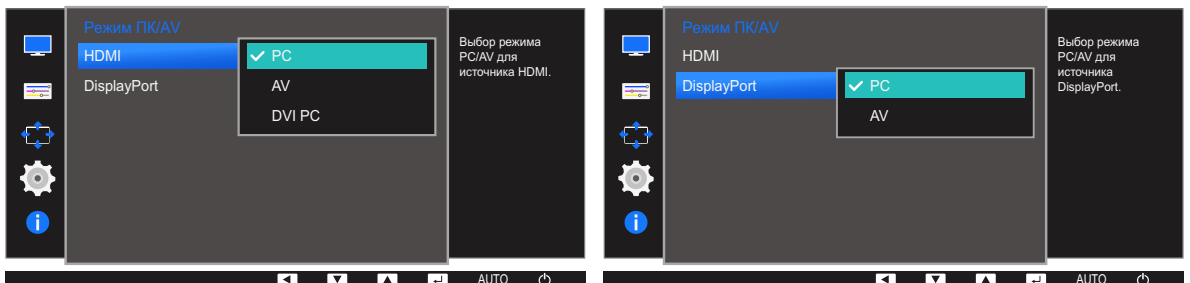 Режим ПК/AV
HDMI
PC
DisplayPort
AV
DVI PC
Выбор режима
PC/AV для
источника HDMI.
AUTO
Режим ПК/AV
HDMI
DisplayPort
PC
AV
Выбор режима
PC/AV для
источника
DisplayPort.
AUTO